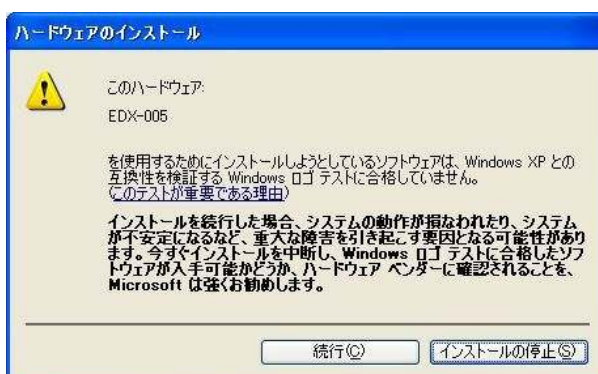 ハードウェアのインストール
このハードウェア:
EDX-005
を使用するためにインストールしようとしているソフトウェアは、Windows XP との
互換性を検証する Windows ロゴ テストに合格していません。
(このテストが重要である理由)
インストールを続行した場合、システムの動作が損なわれたり、システム
が不安定になるなど、重大な障害を引き起こす要因となる可能性があり
ます。今すぐインストールを中断し、Windows ロゴ テストに合格したソフ
トウェアが入手可能かどうか、ハードウェア ベンダーに確認されることを、
Microsoft は強くお勧めします。
続行(C)
インストールの停止(S)